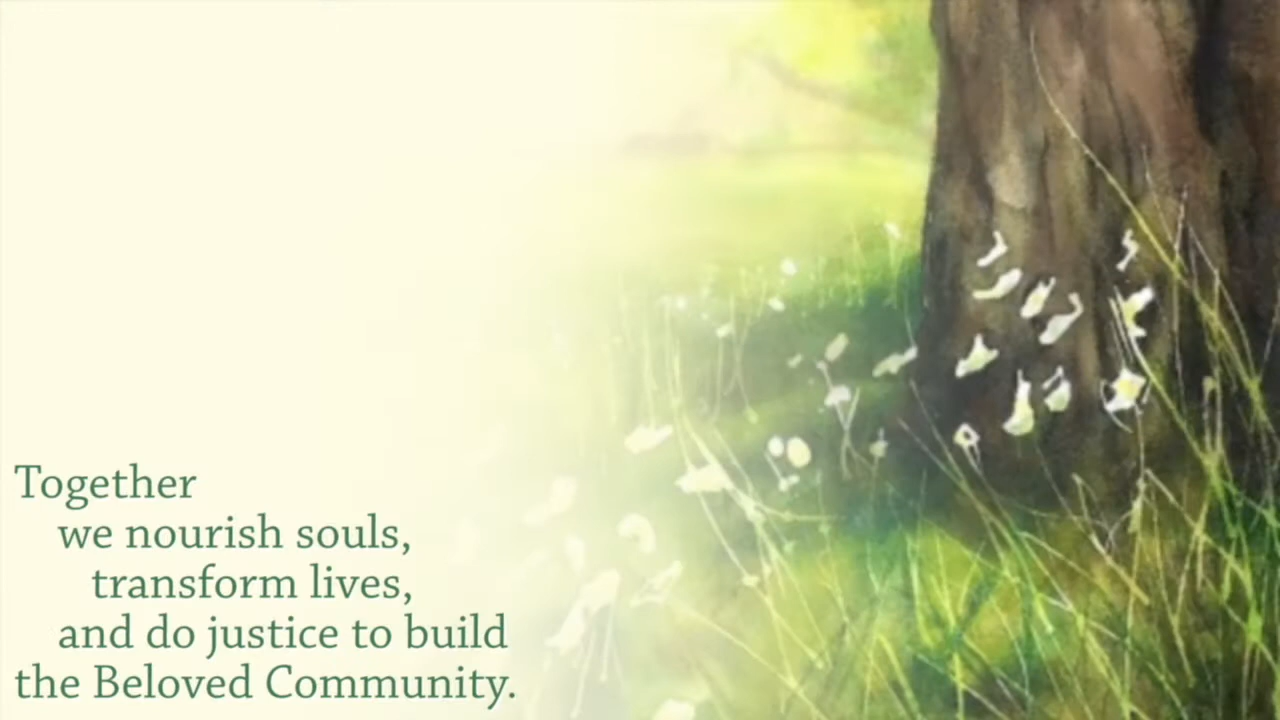 Together
we nourish souls,
transform lives,
and do justice to build
the Beloved Community.